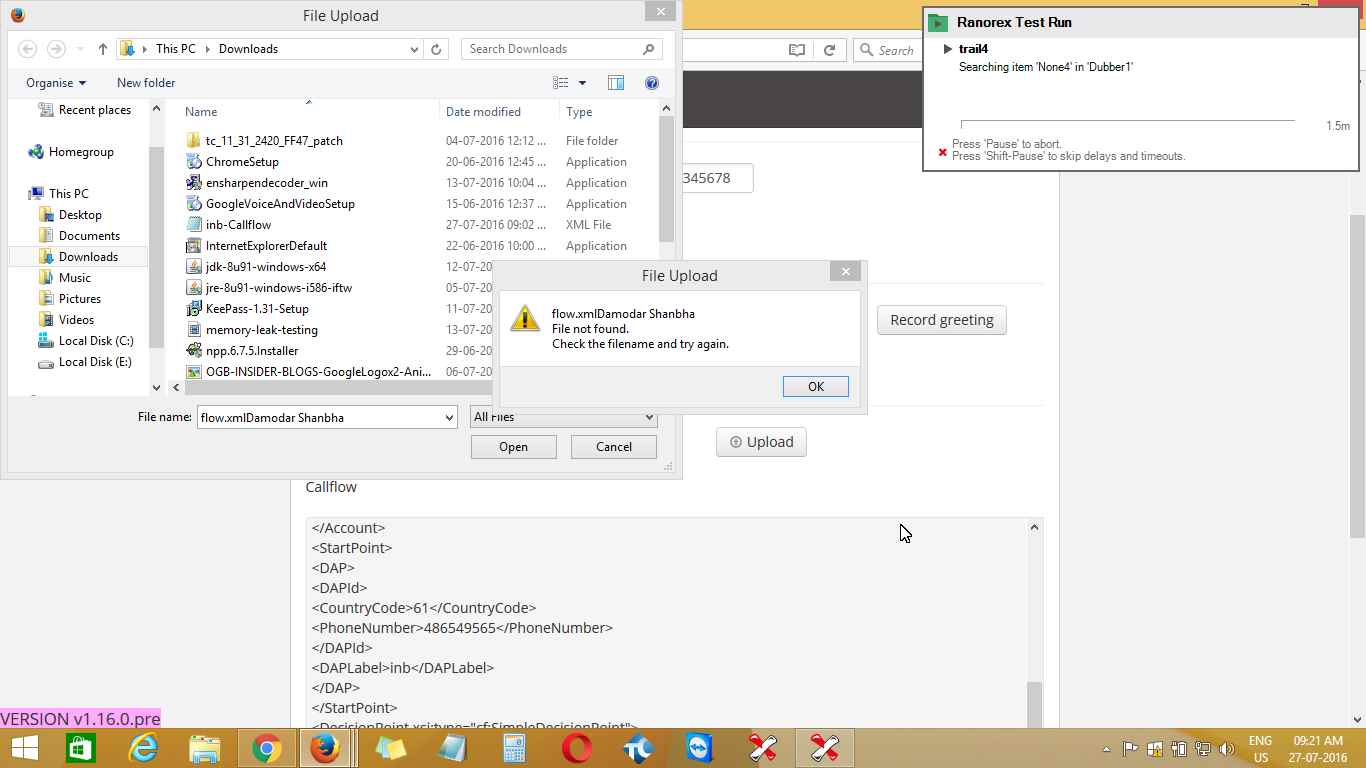 File Upload
This PC
Downloads
Search Downloads
Organise
New folder
Recent places
Homegroup
This PC
Desktop
Documents
Downloads
Music
Pictures
Videos
Local Disk (C:)
Local Disk (E:)
Name Date modified Type
tc_11_31_2420_FF47_patch 04-07-2016 12:12 ... File folder
ChromeSetup 20-06-2016 12:45 ... Application
ensharpendecoder_win 13-07-2016 10:04 ... Application
GoogleVoiceAndVideoSetup 15-06-2016 12:37 ... Application
inb-Callflow 27-07-2016 09:02 ... XML File
InternetExplorerDefault 22-06-2016 10:00 ... Application
jdk-8u91-windows-x64 12-07-20
jre-8u91-windows-i586-iftw 05-07-20
KeePass-1.31-Setup 11-07-20
memory-leak-testing 13-07-20
npp.6.7.5.Installer 29-06-20
OGB-INSIDER-BLOGS-GoogleLogox2-Ani... 06-07-20
File name: flow.xmlDamodar Shanbha
All Files
Open
Cancel
File Upload
flow.xmlDamodar Shanbha
File not found.
Check the filename and try again.
OK
Search
Ranorex Test Run
trail4
Searching item 'None4' in 'Dubber1'
1.5m
Press 'Pause' to abort.
Press 'Shift-Pause' to skip delays and timeouts.
345678
Record greeting
Upload
Callflow
</Account>
<StartPoint>
<DAP>
<DAPId>
<CountryCode>61</CountryCode>
<PhoneNumber>486549565</PhoneNumber>
</DAPId>
<DAPLabel>inb</DAPLabel>
</DAP>
</StartPoint>
<DecisionPoint xsi:type="cf:SimpleDecisionPoint">
VERSION v1.16.0.pre
ENG
US
09:21 AM
27-07-2016